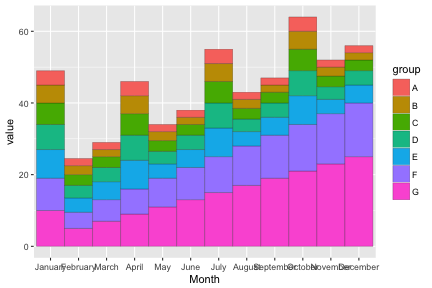 60
40
20
0
value
January February March April May June July August September October November December
Month
group
A
B
C
D
E
F
G